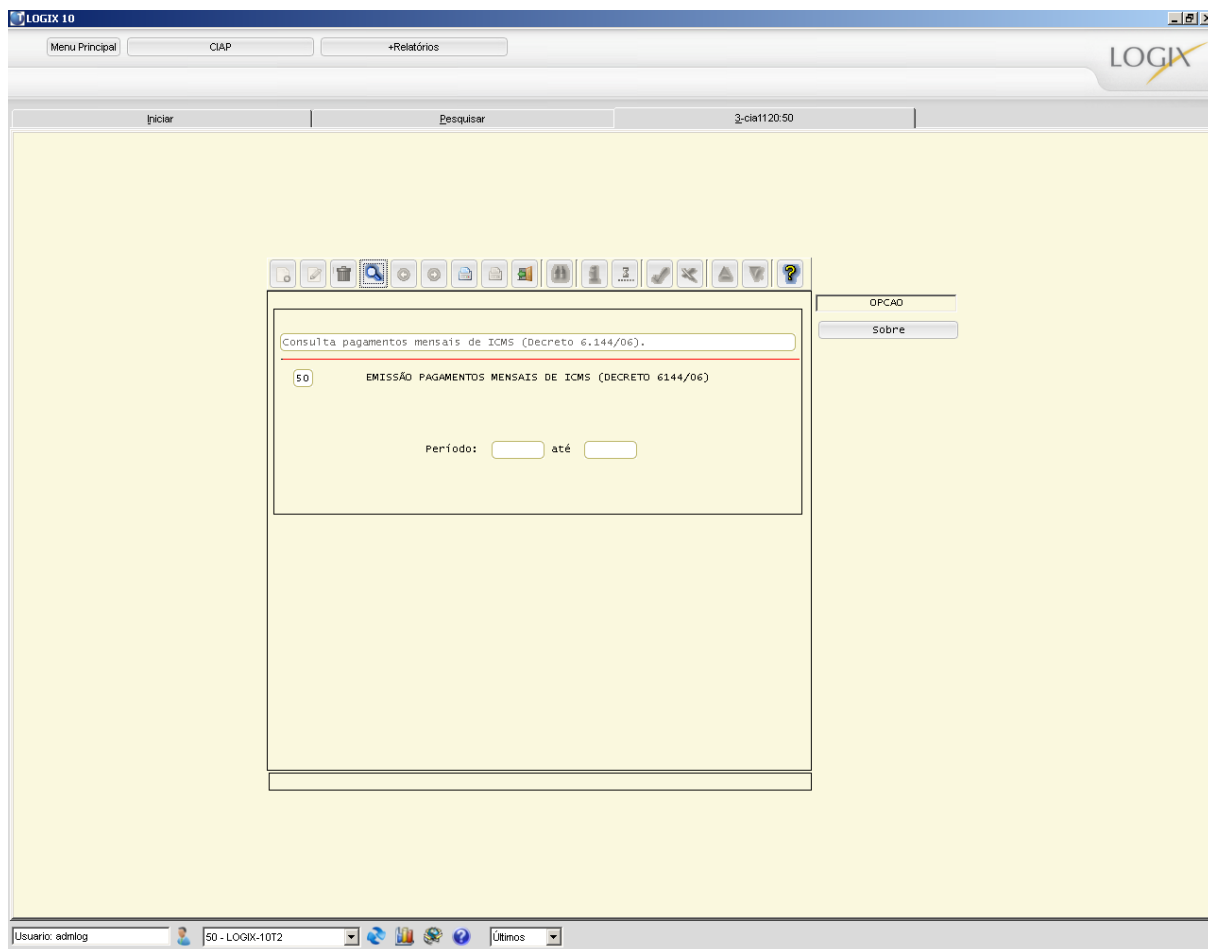 LOGIX 10
Menu Principal
CIAP
+Relatórios
LOGIX
Iniciar
Pesquisar
3-cia1120:50
OPCAO
Sobre
Consulta pagamentos mensais de ICMS (Decreto 6.144/06).
50 EMISSÃO PAGAMENTOS MENSAIS DE ICMS (DECRETO 6144/06)
Período: até
Usuario: admlog
50 - LOGIX-10T2
Últimos